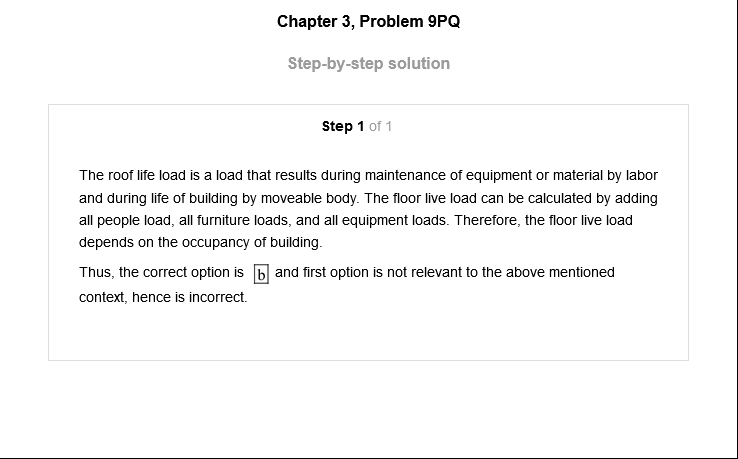 Chapter 3, Problem 9PQ
Step-by-step solution
Step 1 of 1
The roof life load is a load that results during maintenance of equipment or material by labor
and during life of building by moveable body. The floor live load can be calculated by adding
all people load, all furniture loads, and all equipment loads. Therefore, the floor live load
depends on the occupancy of building.
Thus, the correct option is b and first option is not relevant to the above mentioned
context, hence is incorrect.